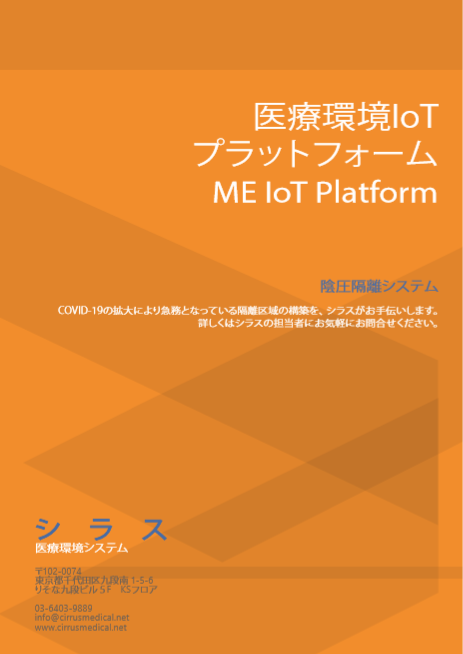 医療環境IoT
プラットフォーム
ME IoT Platform
陰圧隔離システム
COVID-19の拡大により急務となっている隔離区域の構築を、シラスがお手伝いします。
詳しくはシラスの担当者にお気軽にお問合せください。
シラス
医療環境システム
〒102-0074
東京都千代田区九段南 1-5-6
りそな九段ビル 5F KSフロア
03-6403-9889
info@cirrusmedical.net
www.cirrusmedical.net